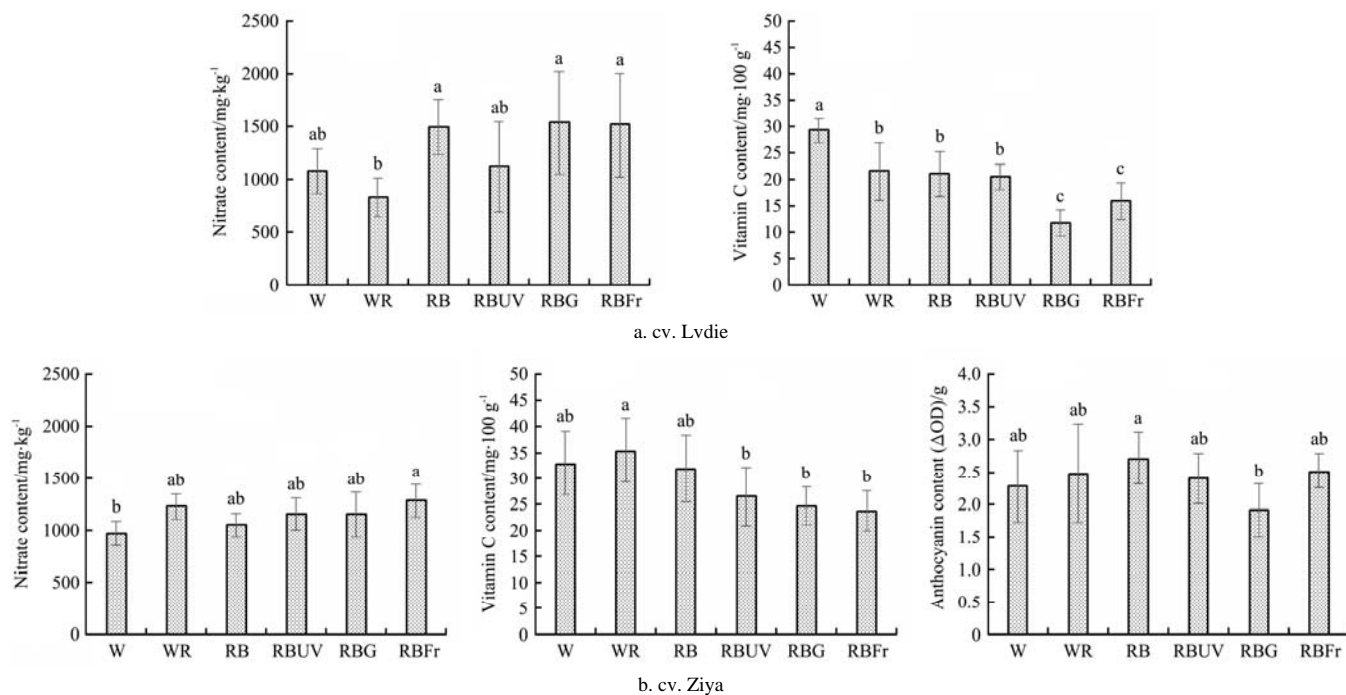 Nitrate content/mg·kg⁻¹
2500
2000
1500
1000
500
0
ab
b
a
ab
a
a
W WR RB RBUV RBG RBFr
Vitamin C content/mg·100 g⁻¹
50
45
40
35
30
25
20
15
10
5
0
a
b
b
b
c
c
W WR RB RBUV RBG RBFr
a. cv. Lvdie
Nitrate content/mg·kg⁻¹
2500
2000
1500
1000
500
0
b
ab
ab
ab
ab
a
W WR RB RBUV RBG RBFr
Vitamin C content/mg·100 g⁻¹
50
45
40
35
30
25
20
15
10
5
0
ab
a
ab
b
b
b
W WR RB RBUV RBG RBFr
Anthocyanin content (ΔOD)/g
4.0
3.5
3.0
2.5
2.0
1.5
1.0
0.5
0
ab
ab
a
ab
b
ab
W WR RB RBUV RBG RBFr
b. cv. Ziya